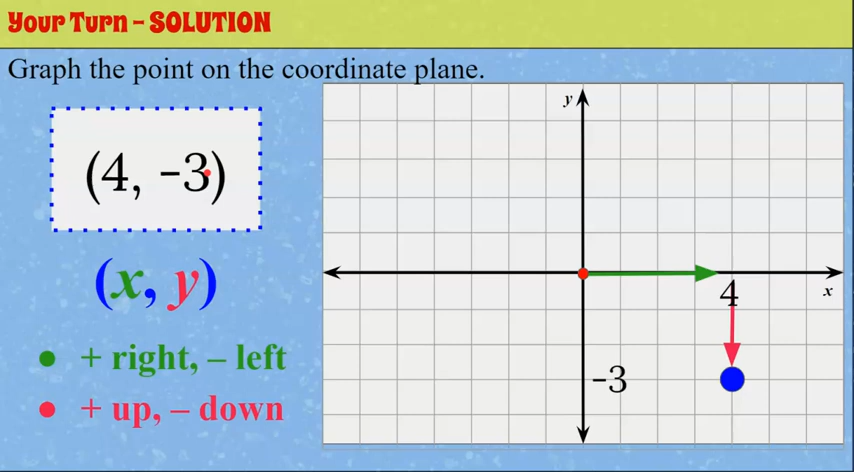 Your Turn – SOLUTION
Graph the point on the coordinate plane.
(4, -3)
(x, y)
● + right, – left
● + up, – down
y
x
4
-3